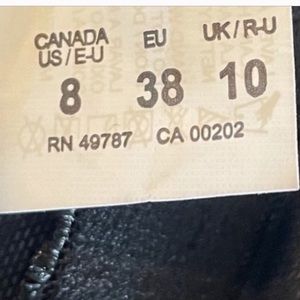 CANADA EU UK / R-U
US / E-U
8 38 10
RN 49787 CA 00202